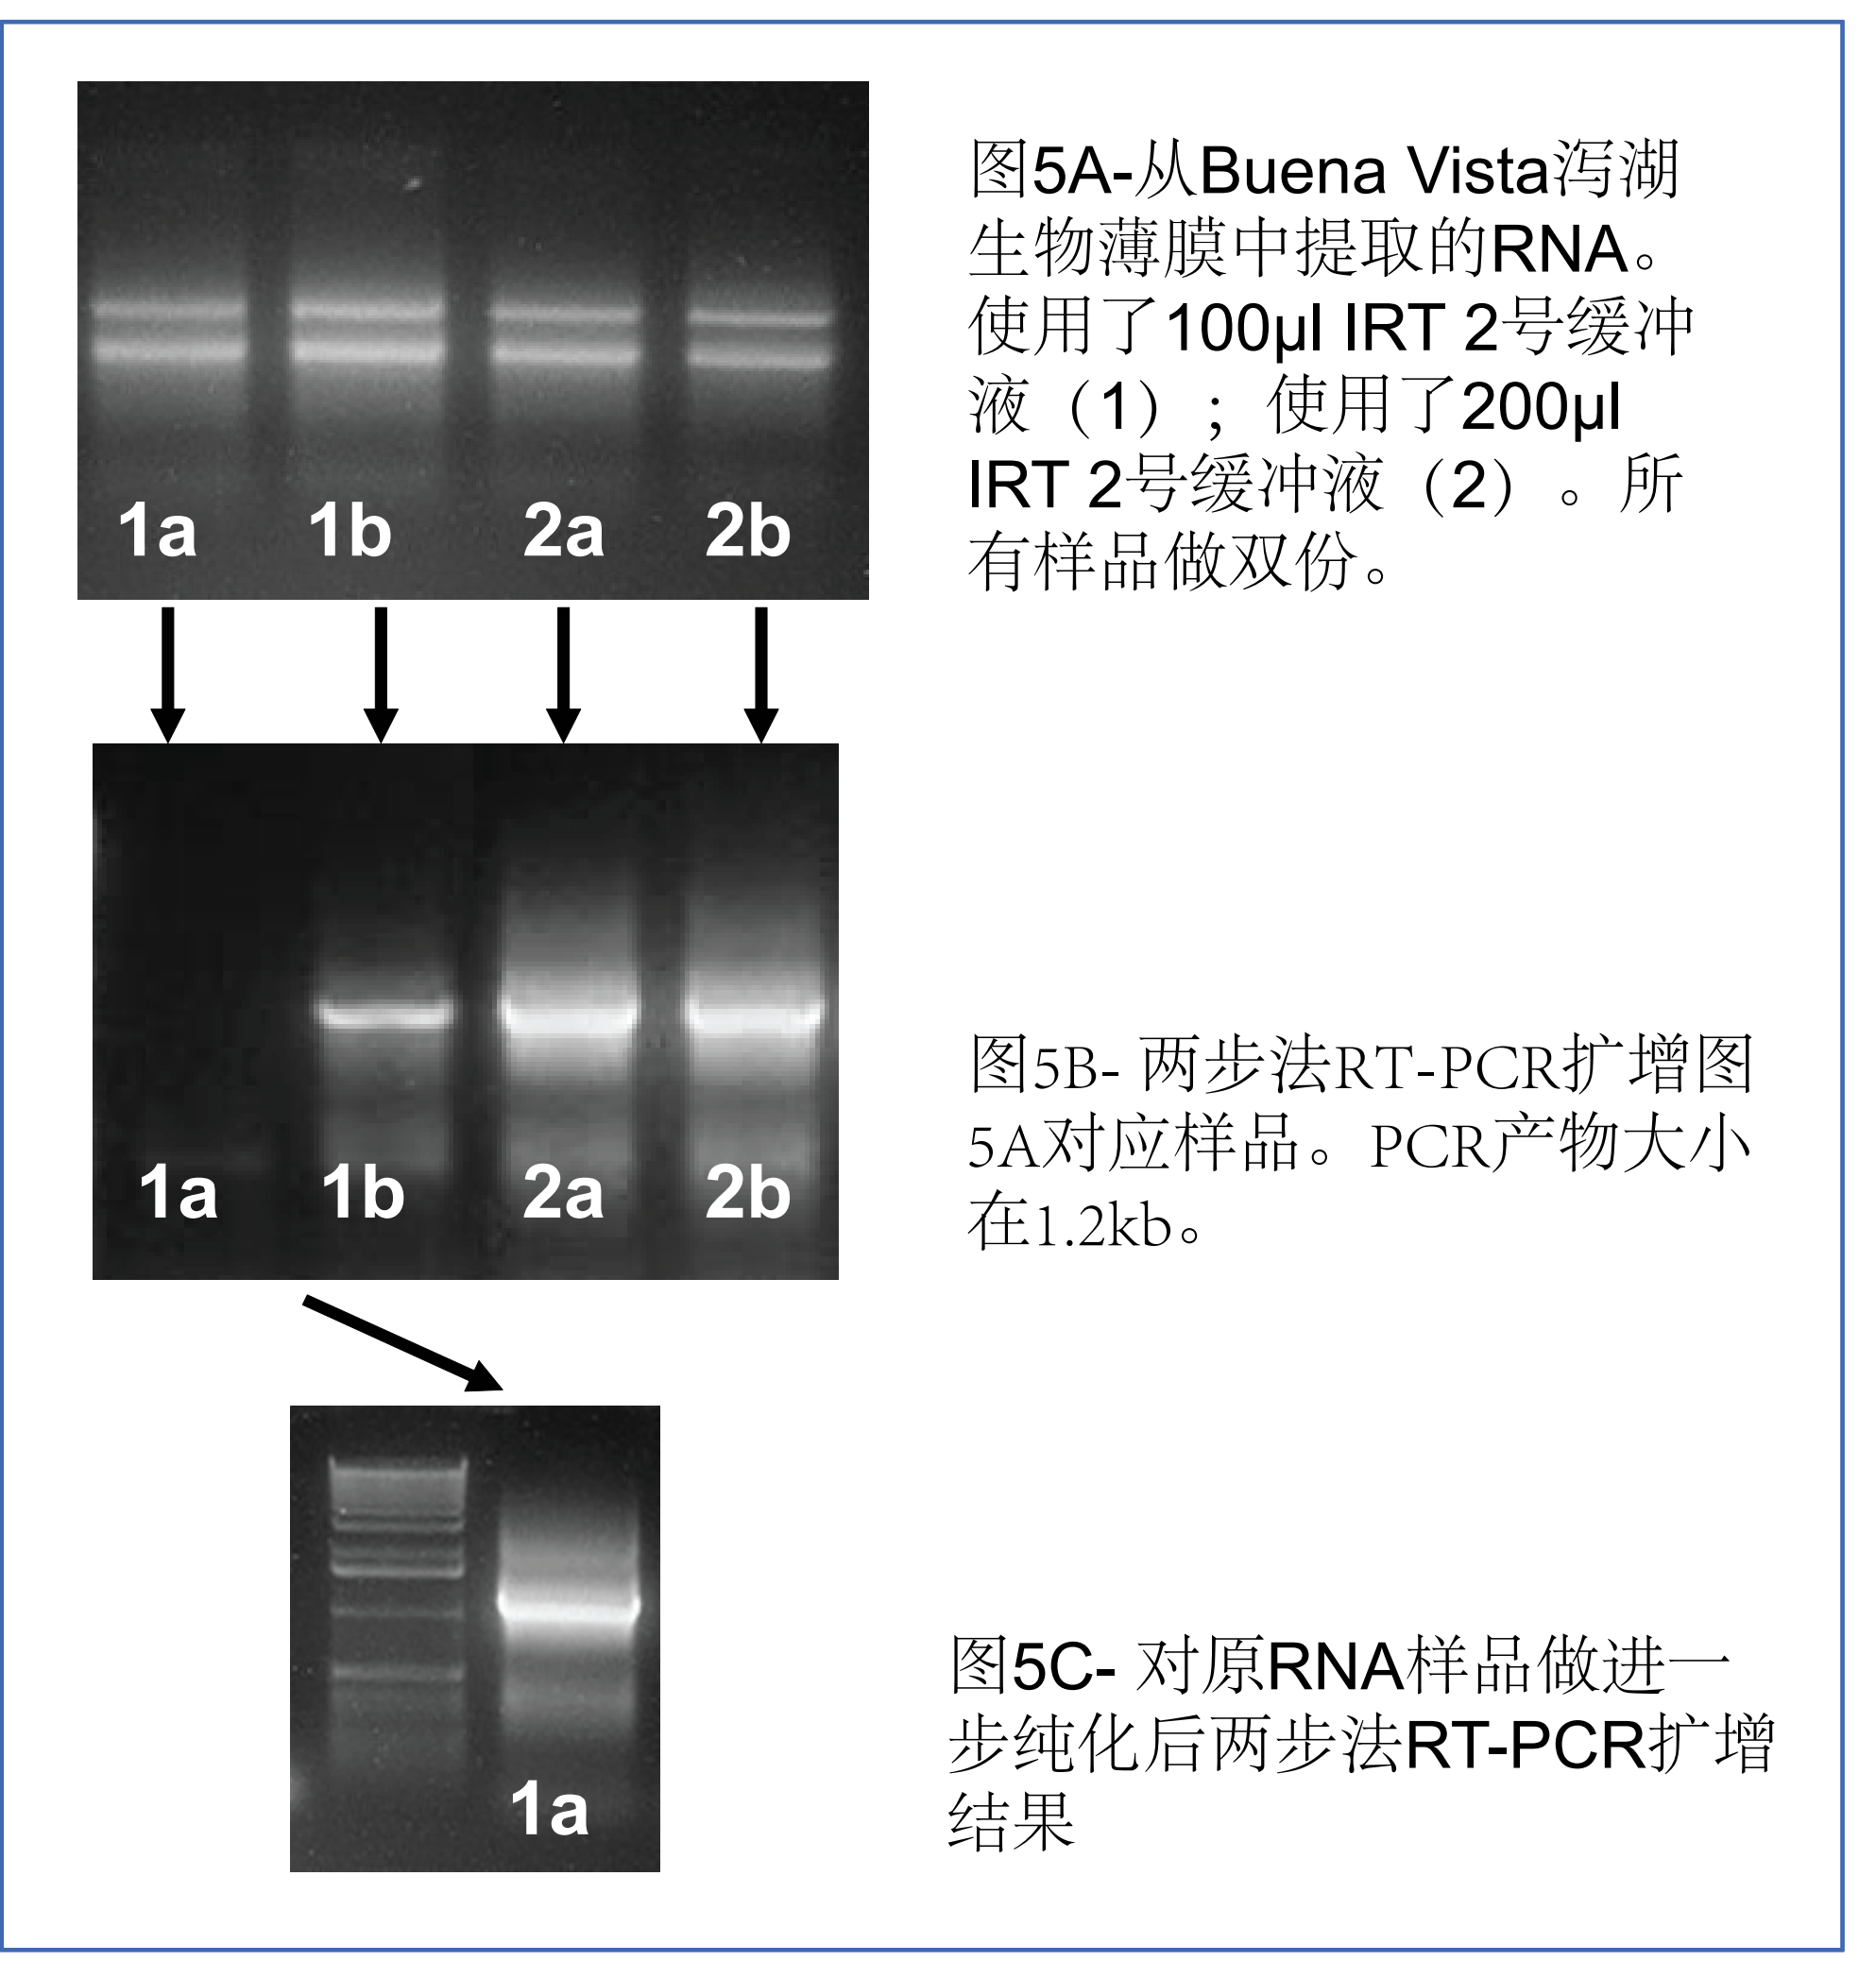 图5A-从Buena Vista泻湖
生物薄膜中提取的RNA。
使用了100µl IRT 2号缓冲
液（1）；使用了200µl
IRT 2号缓冲液（2）。所
有样品做双份。
1a 1b 2a 2b
图5B- 两步法RT-PCR扩增图
5A对应样品。PCR产物大小
在1.2kb。
1a 1b 2a 2b
图5C- 对原RNA样品做进一
步纯化后两步法RT-PCR扩增
结果
1a